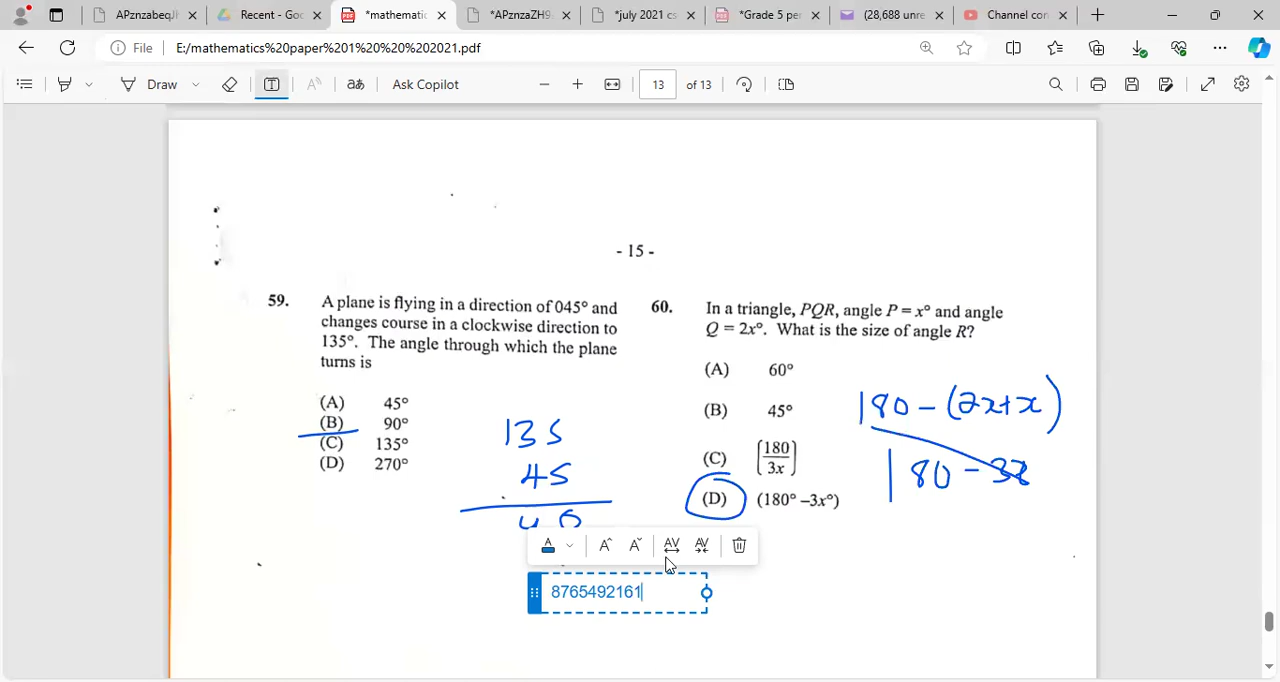 APznzabeqJl
Recent - Goo
*mathematic
*APznzaZH9
*july 2021 cs
*Grade 5 per
(28,688 unre
Channel con
File
E:/mathematics%20paper%201%20%20%202021.pdf
Draw
aあ
Ask Copilot
13
of 13
- 15 -
59.
A plane is flying in a direction of 045° and
changes course in a clockwise direction to
135°. The angle through which the plane
turns is
(A) 45°
(B) 90°
(C) 135°
(D) 270°
135
45
60.
In a triangle, PQR, angle P = x° and angle
Q = 2x°. What is the size of angle R?
(A) 60°
(B) 45°
(C) (180/3x)
(D) (180° –3x°)
180 - (2x+x)
180 - 3x
8765492161